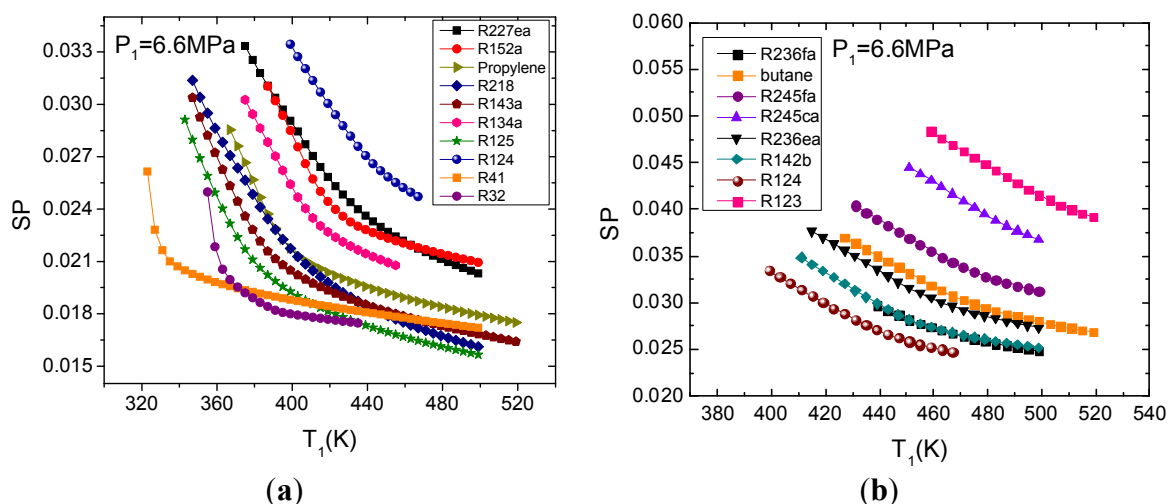 (a)
P1=6.6MPa
R227ea
R152a
Propylene
R218
R143a
R134a
R125
R124
R41
R32
SP
0.033
0.030
0.027
0.024
0.021
0.018
0.015
320 360 400 440 480 520
T1(K)
(a)
(b)
P1=6.6MPa
R236fa
butane
R245fa
R245ca
R236ea
R142b
R124
R123
SP
0.060
0.055
0.050
0.045
0.040
0.035
0.030
0.025
0.020
380 400 420 440 460 480 500 520 540
T1(K)
(b)